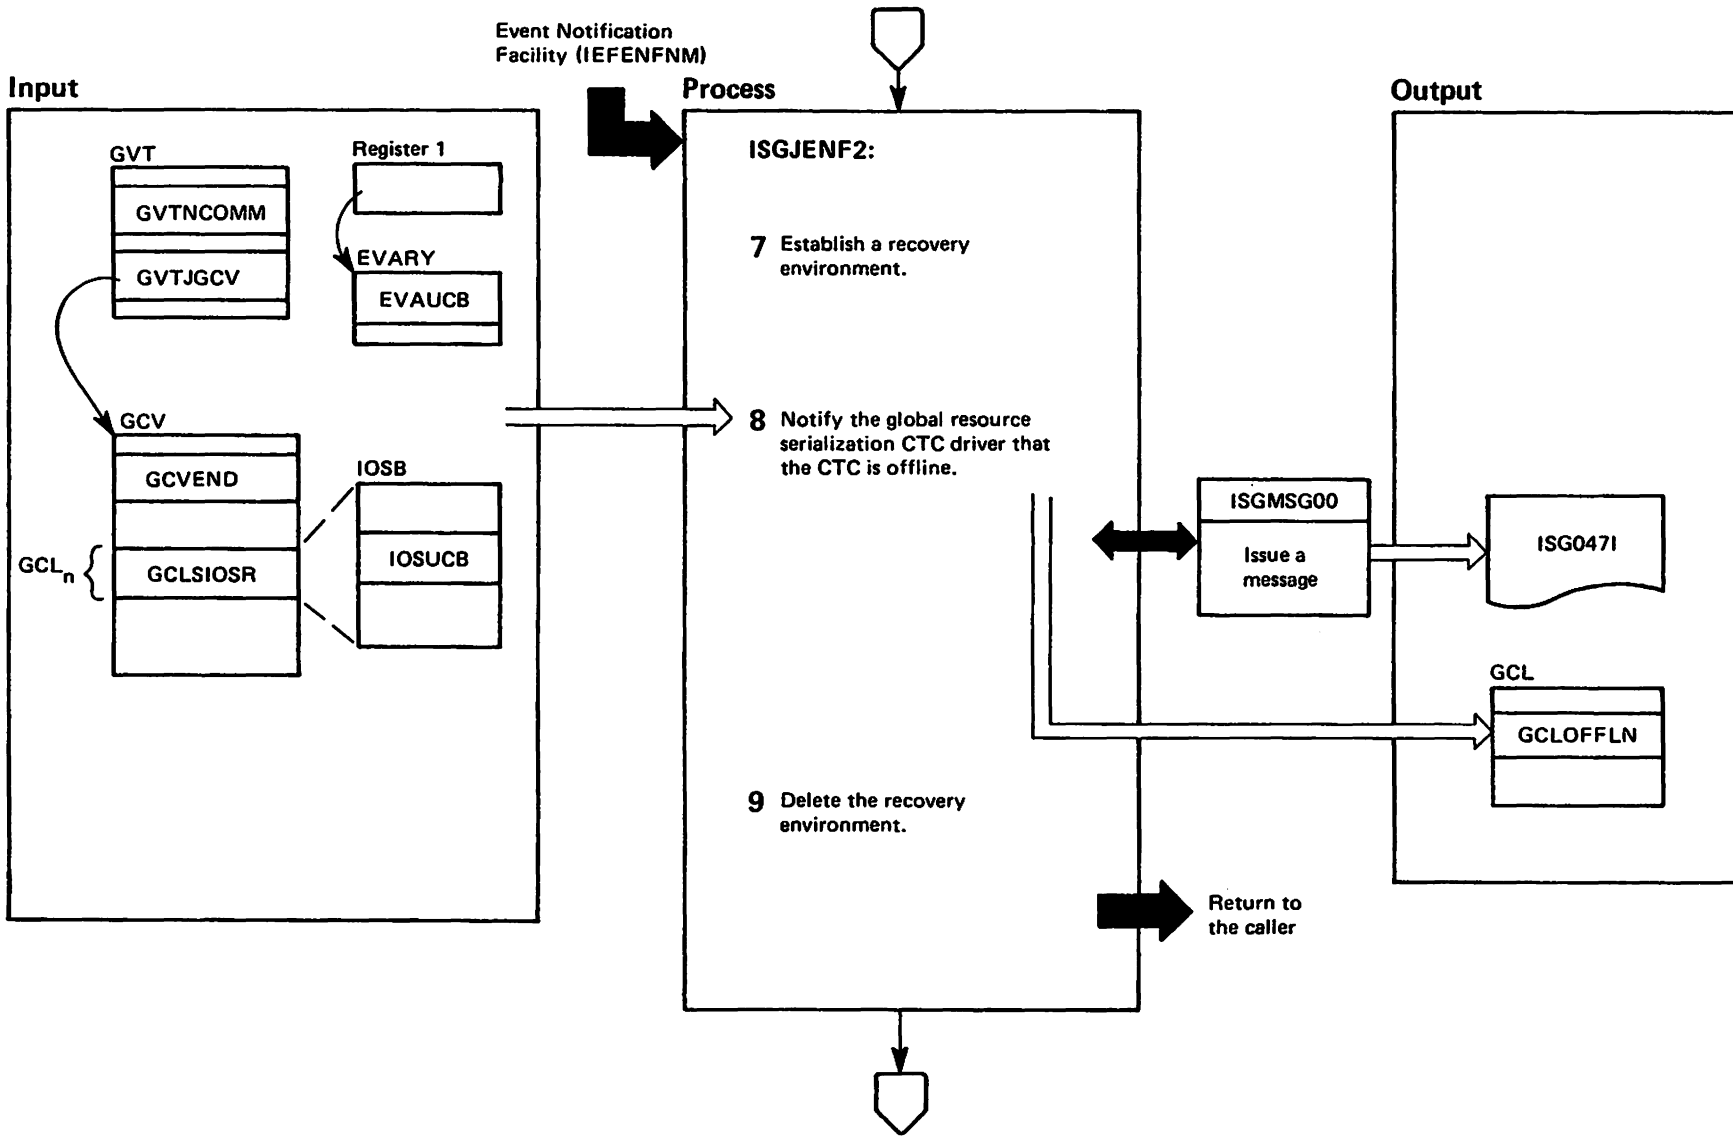 Event Notification
Facility (IEFENFNM)
Input
Process
Output
GVT
GVTNCOMM
GVTJGCV
Register 1
EVARY
EVAUCB
GCV
GCVEND
GCLn
GCLSIOSR
IOSB
IOSUCB
ISGJENF2:
7 Establish a recovery
environment.
8 Notify the global resource
serialization CTC driver that
the CTC is offline.
ISGMSG00
Issue a
message
ISG047I
GCL
GCLOFFLN
9 Delete the recovery
environment.
Return to
the caller